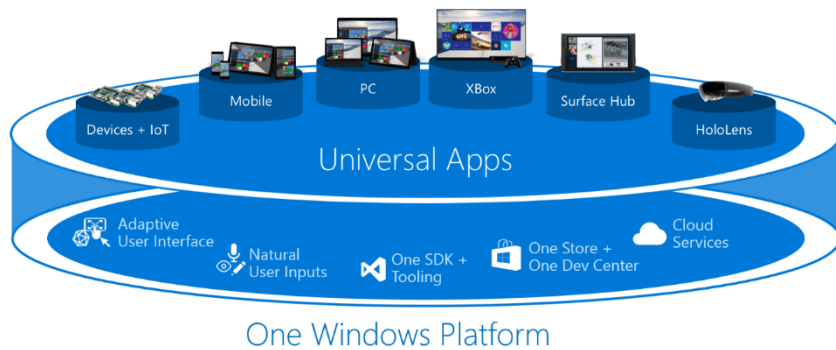 Devices + IoT
Mobile
PC
XBox
Surface Hub
HoloLens
Universal Apps
Adaptive
User Interface
Natural
User Inputs
One SDK +
Tooling
One Store +
One Dev Center
Cloud
Services
One Windows Platform